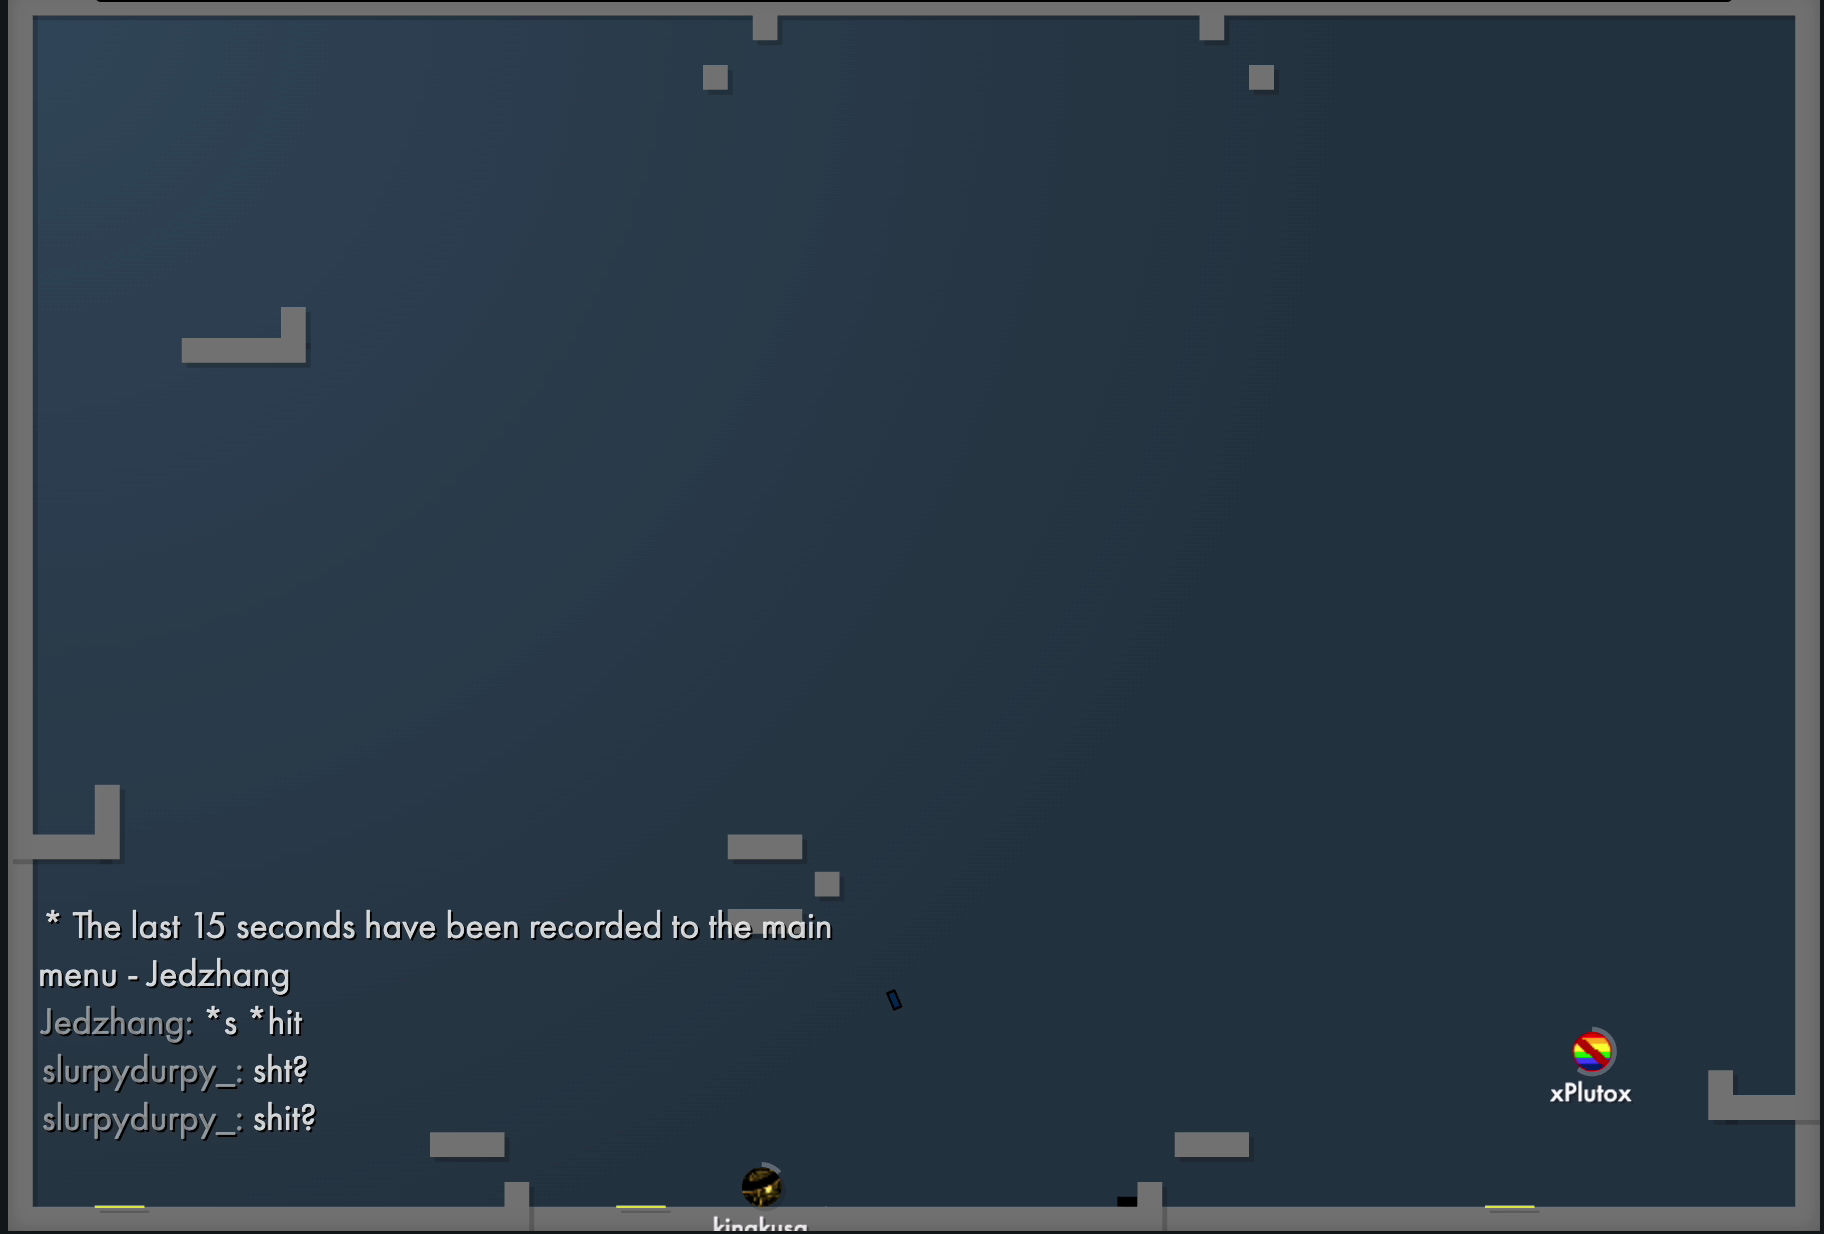 * The last 15 seconds have been recorded to the main
menu - Jedzhang
Jedzhang: *s *hit
slurpydurpy_: sht?
slurpydurpy_: shit?
xPlutox
kingkusa